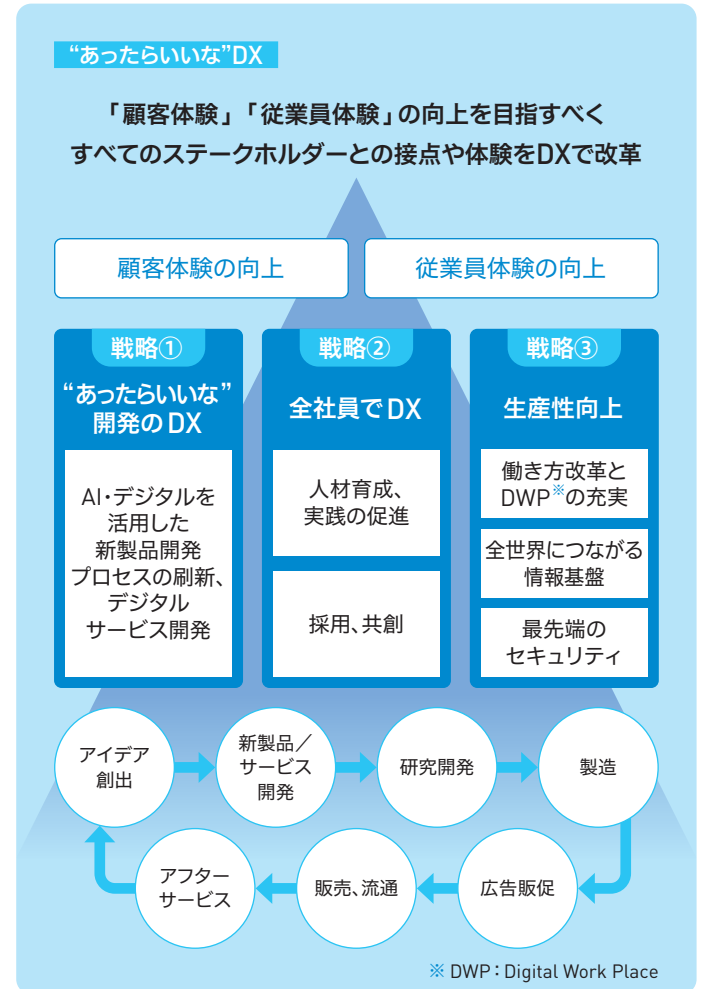 “あったらいいな”DX
「顧客体験」「従業員体験」の向上を目指すべく
すべてのステークホルダーとの接点や体験をDXで改革
顧客体験の向上
従業員体験の向上
戦略①
“あったらいいな”
開発のDX
AI・デジタルを
活用した
新製品開発
プロセスの刷新、
デジタル
サービス開発
戦略②
全社員でDX
人材育成、
実践の促進
採用、共創
戦略③
生産性向上
働き方改革と
DWP※の充実
全世界につながる
情報基盤
最先端の
セキュリティ
アイデア
創出
新製品／
サービス
開発
研究開発
製造
広告販促
販売、流通
アフター
サービス
※ DWP：Digital Work Place